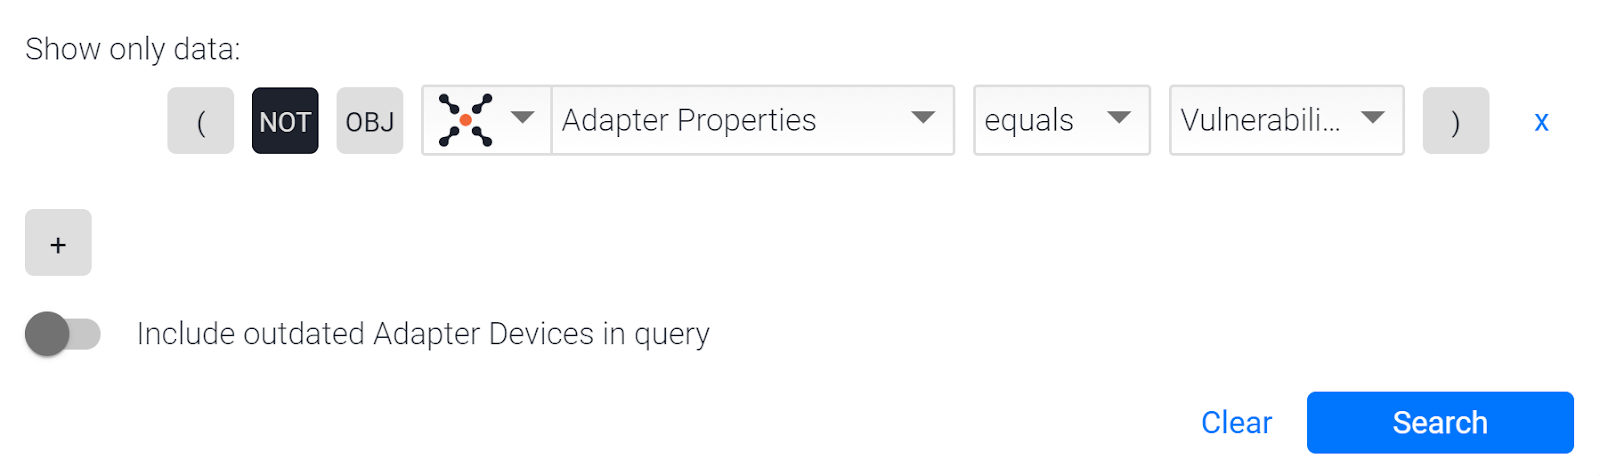 Show only data:
( NOT OBJ Adapter Properties equals Vulnerabili... ) x
+
Include outdated Adapter Devices in query
Clear Search